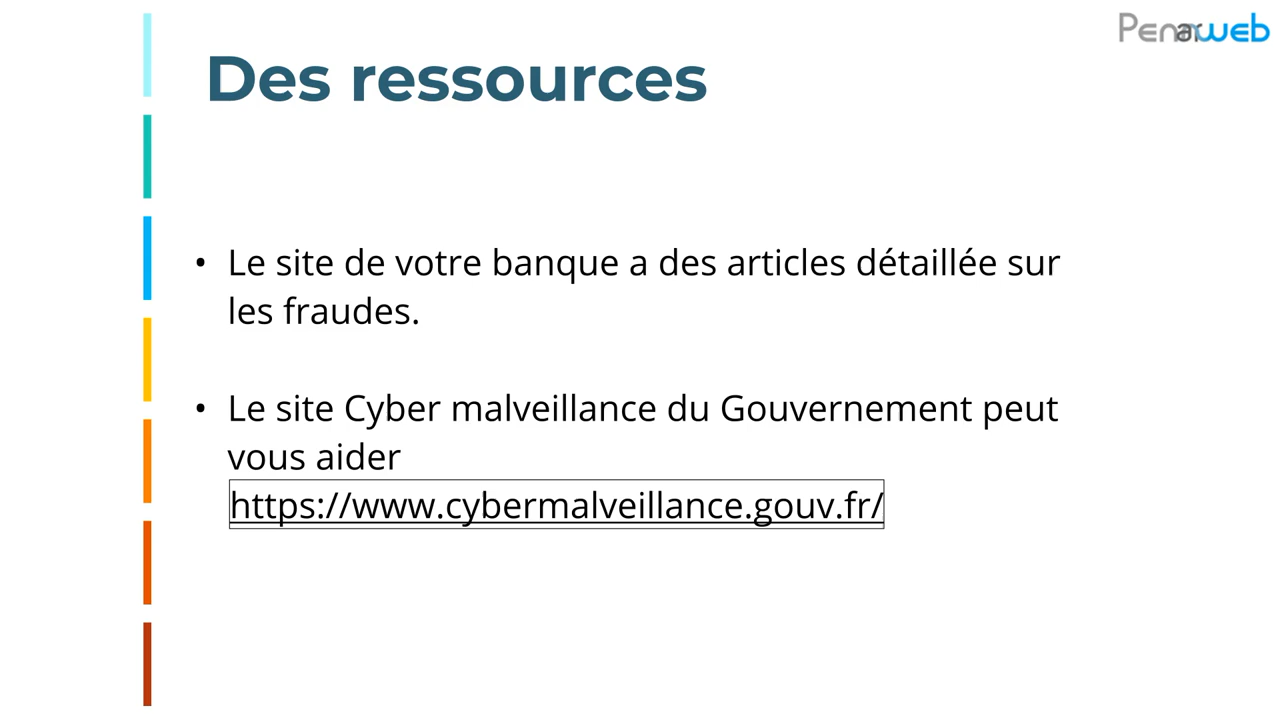 Penarweb
Des ressources
• Le site de votre banque a des articles détaillée sur
les fraudes.
• Le site Cyber malveillance du Gouvernement peut
vous aider
https://www.cybermalveillance.gouv.fr/